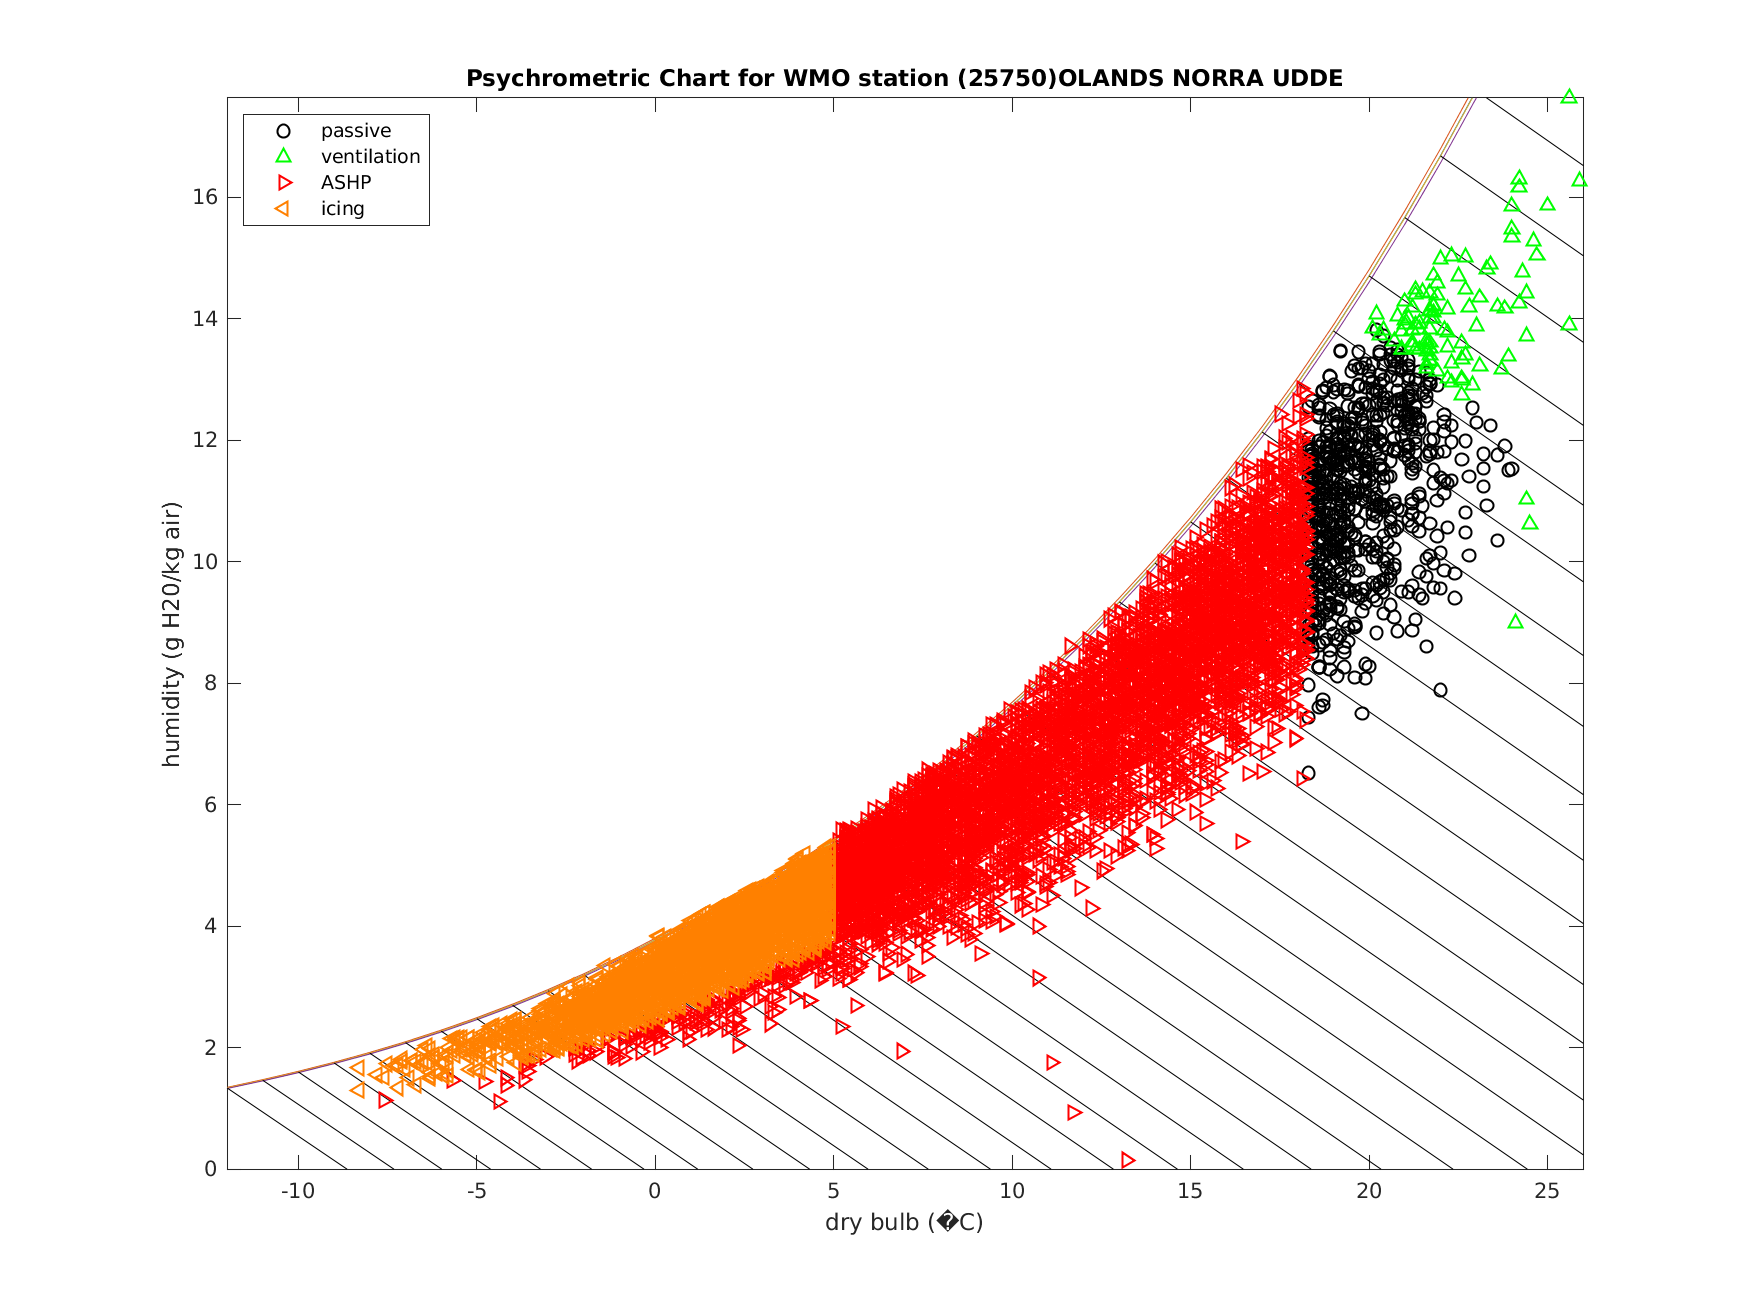 Psychrometric Chart for WMO station (25750)OLANDS NORRA UDDE
passive
ventilation
ASHP
icing
humidity (g H20/kg air)
16
14
12
10
8
6
4
2
0
-10 -5 0 5 10 15 20 25
dry bulb (�C)